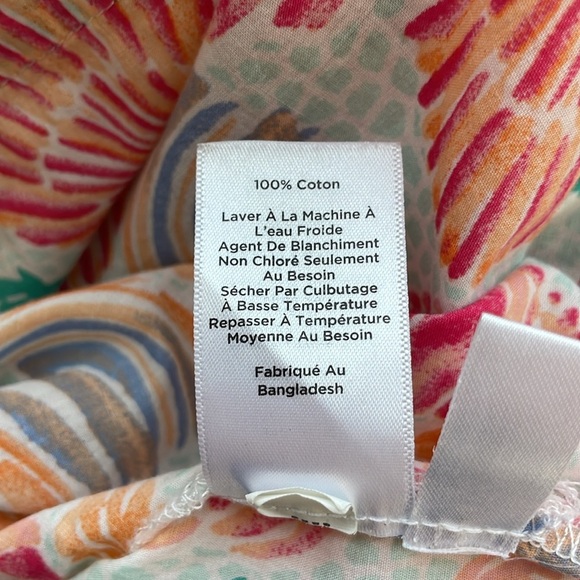 100% Coton
Laver À La Machine À
L'eau Froide
Agent De Blanchiment
Non Chloré Seulement
Au Besoin
Sécher Par Culbutage
À Basse Température
Repasser À Température
Moyenne Au Besoin
Fabriqué Au
Bangladesh